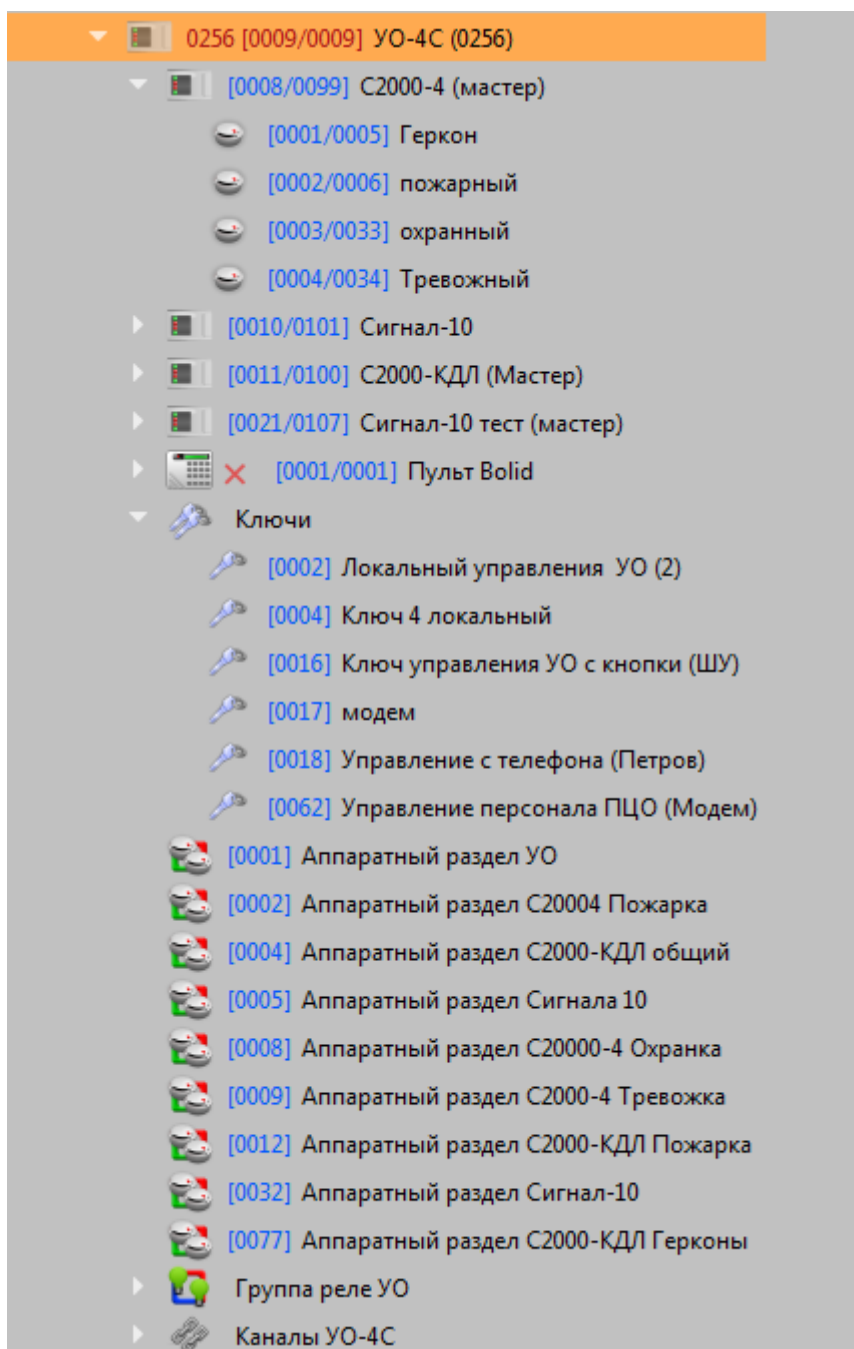 0256 [0009/0009] УО-4С (0256)
[0008/0099] С2000-4 (мастер)
[0001/0005] Геркон
[0002/0006] пожарный
[0003/0033] охранный
[0004/0034] Тревожный
[0010/0101] Сигнал-10
[0011/0100] С2000-КДЛ (Мастер)
[0021/0107] Сигнал-10 тест (мастер)
[0001/0001] Пульт Bolid
Ключи
[0002] Локальный управления  УО (2)
[0004] Ключ 4 локальный
[0016] Ключ управления УО с кнопки (ШУ)
[0017] модем
[0018] Управление с телефона (Петров)
[0062] Управление персонала ПЦО (Модем)
[0001] Аппаратный раздел УО
[0002] Аппаратный раздел С20004 Пожарка
[0004] Аппаратный раздел С2000-КДЛ общий
[0005] Аппаратный раздел Сигнала 10
[0008] Аппаратный раздел С20000-4 Охранка
[0009] Аппаратный раздел С2000-4 Тревожка
[0012] Аппаратный раздел С2000-КДЛ Пожарка
[0032] Аппаратный раздел Сигнал-10
[0077] Аппаратный раздел С2000-КДЛ Герконы
Группа реле УО
Каналы УО-4С